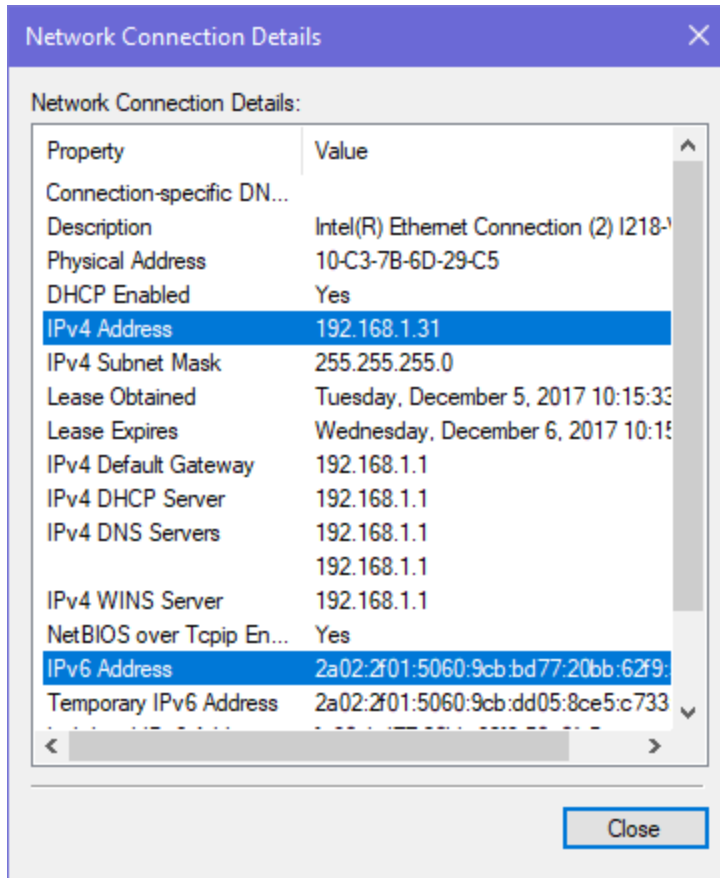 Network Connection Details
Network Connection Details:
Property Value
Connection-specific DN...
Description Intel(R) Ethernet Connection (2) I218-
Physical Address 10-C3-7B-6D-29-C5
DHCP Enabled Yes
IPv4 Address 192.168.1.31
IPv4 Subnet Mask 255.255.255.0
Lease Obtained Tuesday, December 5, 2017 10:15:33
Lease Expires Wednesday, December 6, 2017 10:15
IPv4 Default Gateway 192.168.1.1
IPv4 DHCP Server 192.168.1.1
IPv4 DNS Servers 192.168.1.1
192.168.1.1
IPv4 WINS Server 192.168.1.1
NetBIOS over Tcpip En... Yes
IPv6 Address 2a02:2f01:5060:9cb:bd77:20bb:62f9:
Temporary IPv6 Address 2a02:2f01:5060:9cb:dd05:8ce5:c733
Close